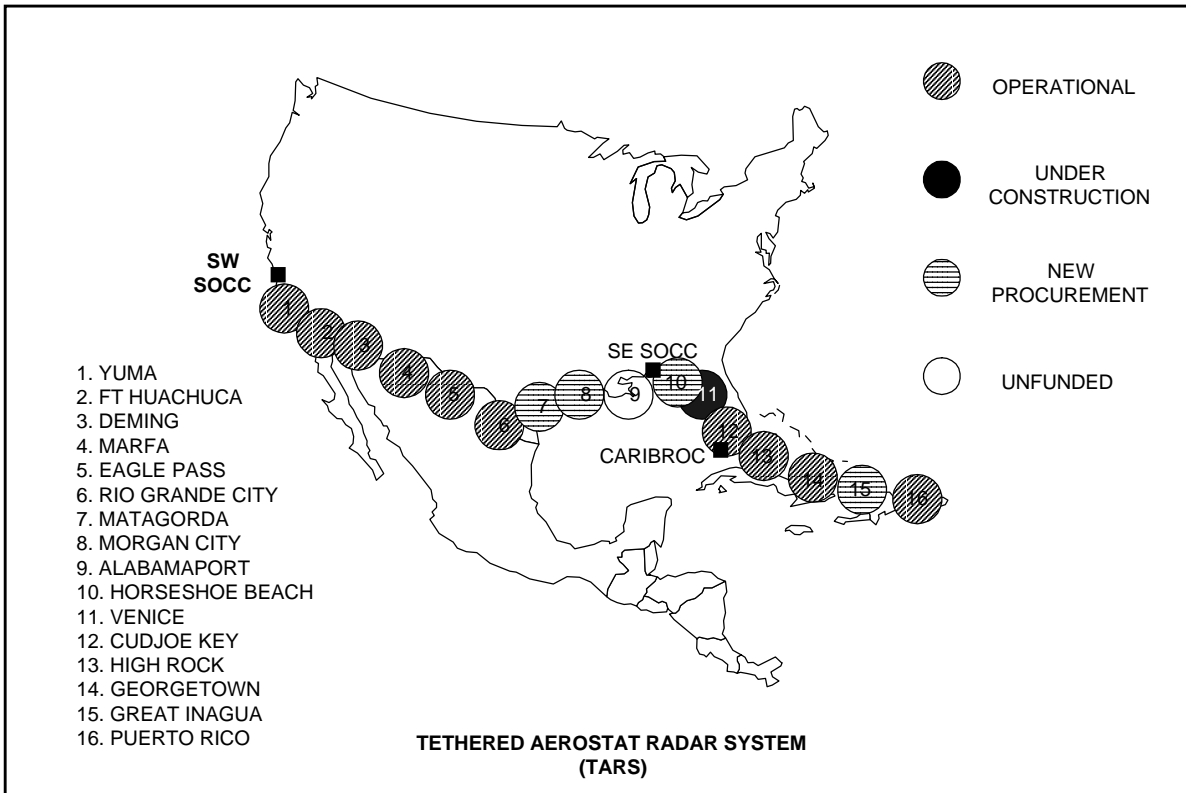 OPERATIONAL
UNDER
CONSTRUCTION
NEW
PROCUREMENT
UNFUNDED
SW
SOCC
SE SOCC
CARIBROC
1
2
3
4
5
6
7
8
9
10
11
12
13
14
15
16
1. YUMA
2. FT HUACHUCA
3. DEMING
4. MARFA
5. EAGLE PASS
6. RIO GRANDE CITY
7. MATAGORDA
8. MORGAN CITY
9. ALABAMAPORT
10. HORSESHOE BEACH
11. VENICE
12. CUDJOE KEY
13. HIGH ROCK
14. GEORGETOWN
15. GREAT INAGUA
16. PUERTO RICO
TETHERED AEROSTAT RADAR SYSTEM
(TARS)